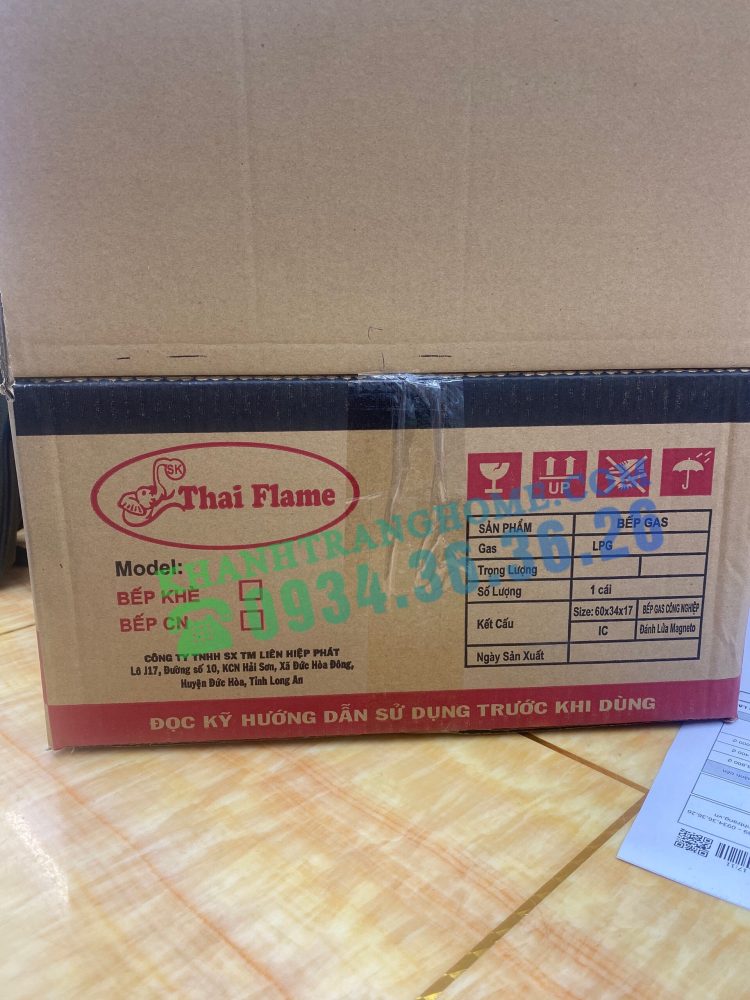 SK
Thai Flame
UP
Model:
BẾP KHÈ
BẾP CN
KHANHTRANGHOME.COM
0934.36.36.26
SẢN PHẨM BẾP GAS
Gas LPG
Trọng Lượng
Số Lượng 1 cái
Kết Cấu Size: 60x34x17 BẾP GAS CÔNG NGHIỆP
IC Đánh Lửa Magneto
Ngày Sản Xuất
CÔNG TY TNHH SX TM LIÊN HIỆP PHÁT
Lô J17, Đường số 10, KCN Hải Sơn, Xã Đức Hòa Đông,
Huyện Đức Hòa, Tỉnh Long An
ĐỌC KỸ HƯỚNG DẪN SỬ DỤNG TRƯỚC KHI DÙNG
0934.36.36.26